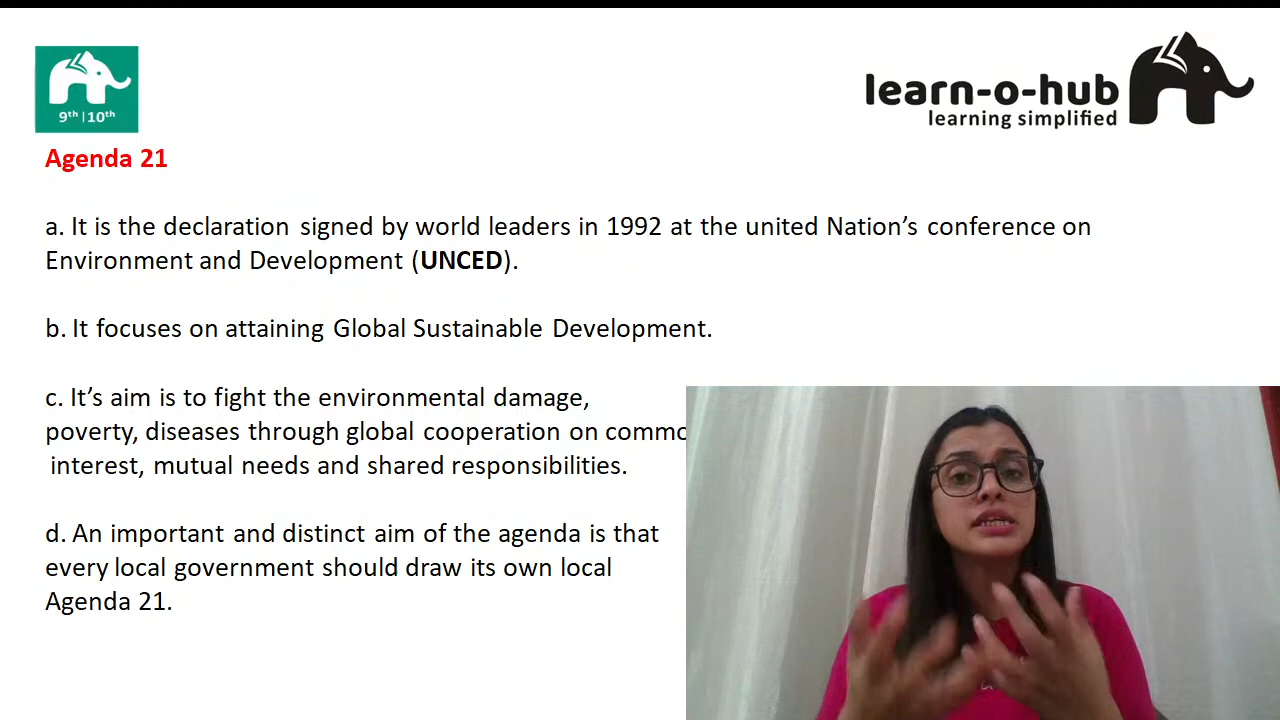 9th | 10th
learn-o-hub
learning simplified
Agenda 21
a. It is the declaration signed by world leaders in 1992 at the united Nation's conference on
Environment and Development (UNCED).
b. It focuses on attaining Global Sustainable Development.
c. It's aim is to fight the environmental damage,
poverty, diseases through global cooperation on commo
interest, mutual needs and shared responsibilities.
d. An important and distinct aim of the agenda is that
every local government should draw its own local
Agenda 21.